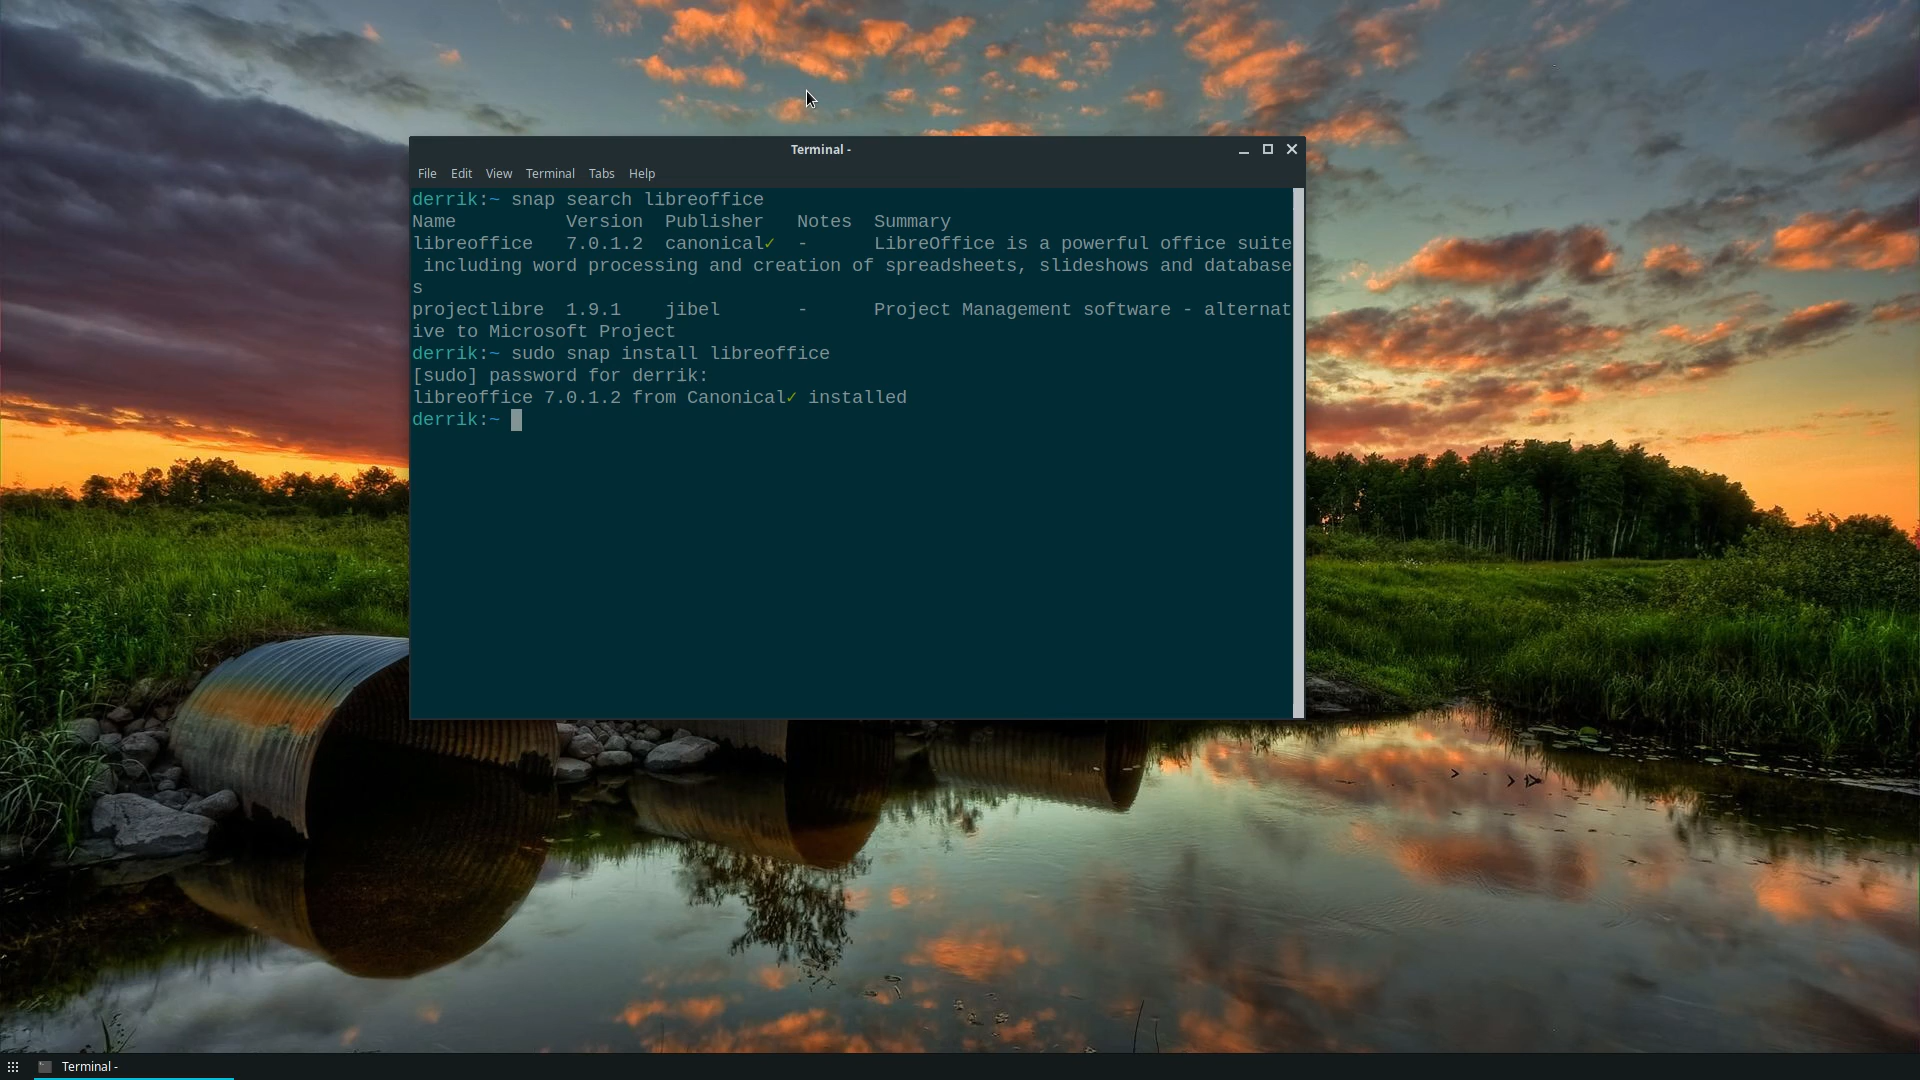 Terminal -
File Edit View Terminal Tabs Help
derrik:~ snap search libreoffice
Name          Version  Publisher   Notes  Summary
libreoffice   7.0.1.2  canonical✓  -      LibreOffice is a powerful office suite
 including word processing and creation of spreadsheets, slideshows and database
s
projectlibre  1.9.1    jibel       -      Project Management software - alternat
ive to Microsoft Project
derrik:~ sudo snap install libreoffice
[sudo] password for derrik:
libreoffice 7.0.1.2 from Canonical✓ installed
derrik:~
Terminal -